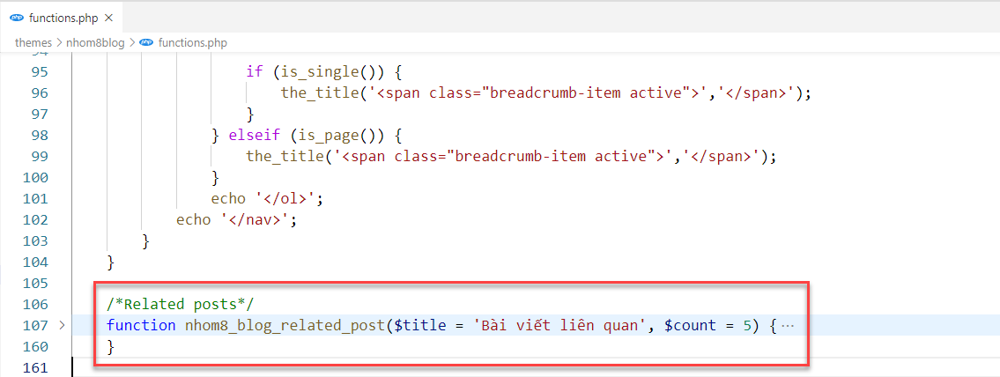 functions.php ×
themes > nhom8blog > php functions.php
94
95 if (is_single()) {
96 the_title('<span class="breadcrumb-item active">','</span>');
97 }
98 } elseif (is_page()) {
99 the_title('<span class="breadcrumb-item active">','</span>');
100 }
101 echo '</ol>';
102 echo '</nav>';
103 }
104 }
105
106 /*Related posts*/
107 > function nhom8_blog_related_post($title = 'Bài viết liên quan', $count = 5) {⋯
160 }
161